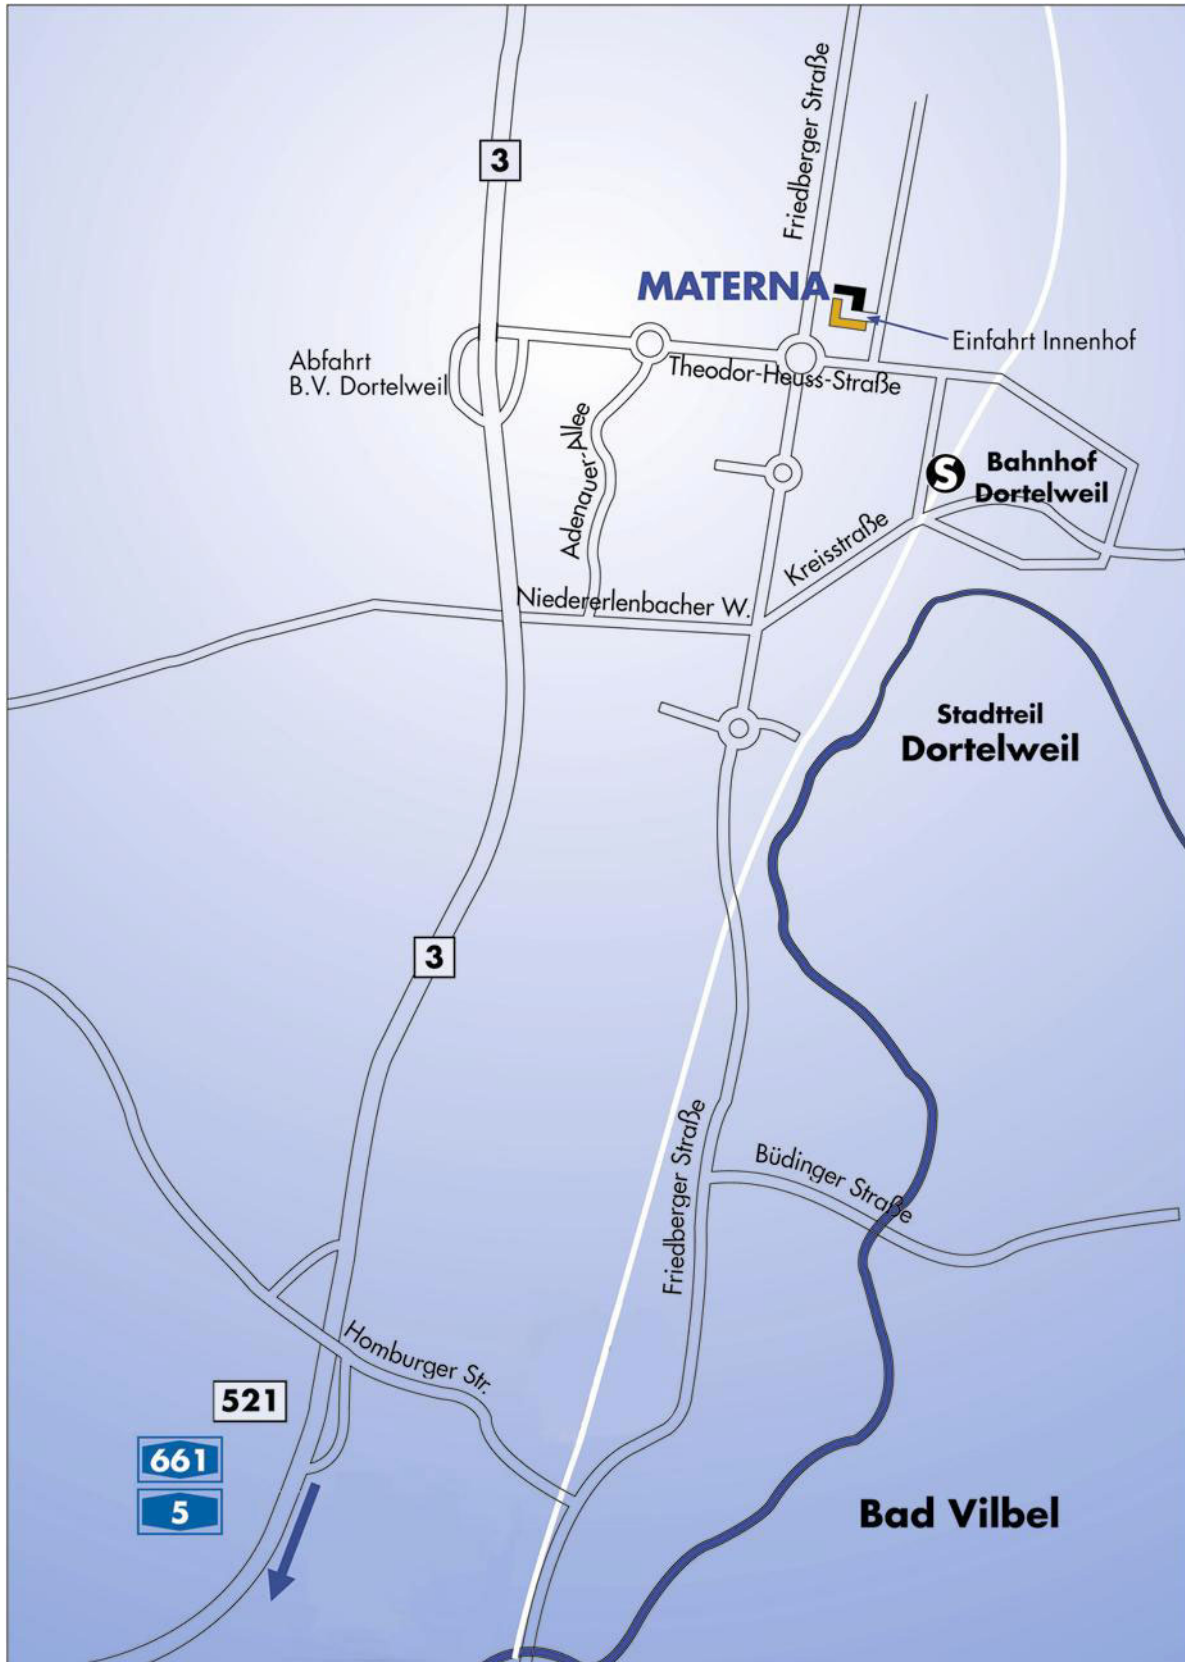 Friedberger Straße
3
MATERNA
Einfahrt Innenhof
Abfahrt
B.V. Dortelweil
Theodor-Heuss-Straße
Adenauer-Allee
S
Bahnhof
Dortelweil
Kreisstraße
Niedererlenbacher W.
Stadtteil
Dortelweil
3
Friedberger Straße
Büdinger Straße
Homburger Str.
521
661
5
Bad Vilbel